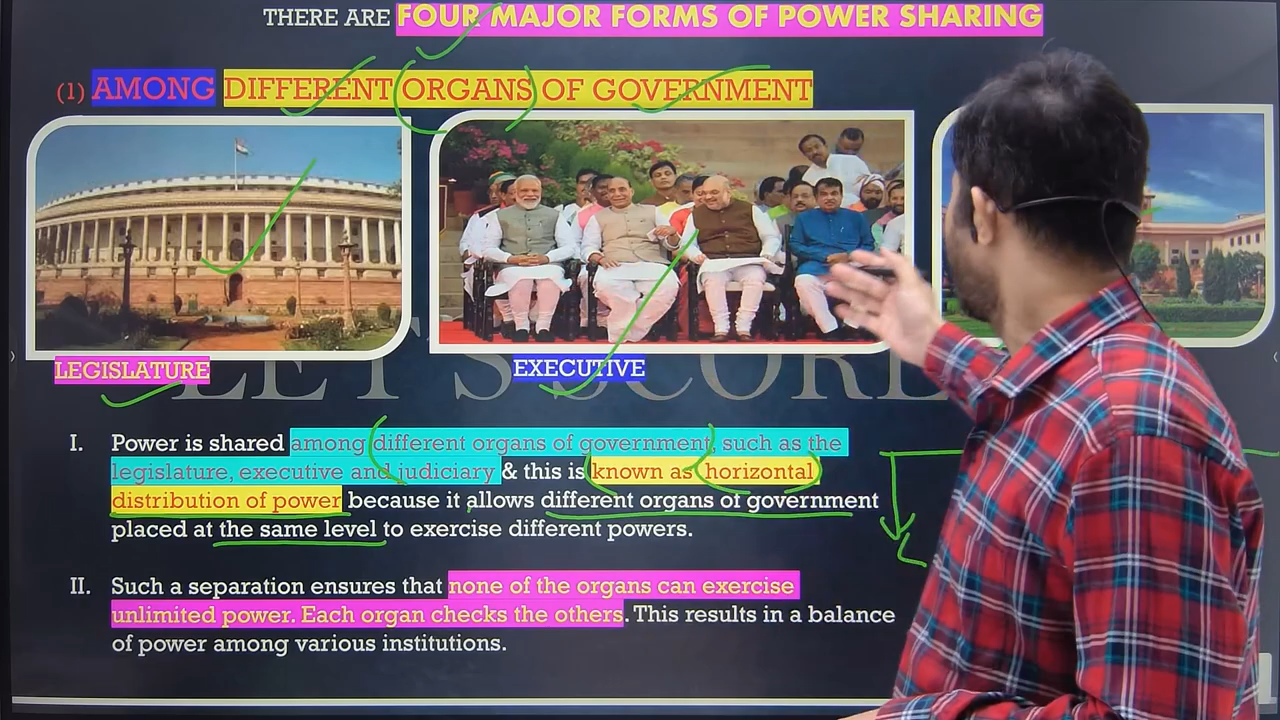 THERE ARE FOUR MAJOR FORMS OF POWER SHARING
(1) AMONG DIFFERENT ORGANS OF GOVERNMENT
LEGISLATURE
EXECUTIVE
LET'S SCORE
I. Power is shared among different organs of government, such as the
legislature, executive and judiciary & this is known as horizontal
distribution of power because it allows different organs of government
placed at the same level to exercise different powers.
II. Such a separation ensures that none of the organs can exercise
unlimited power. Each organ checks the others. This results in a balance
of power among various institutions.